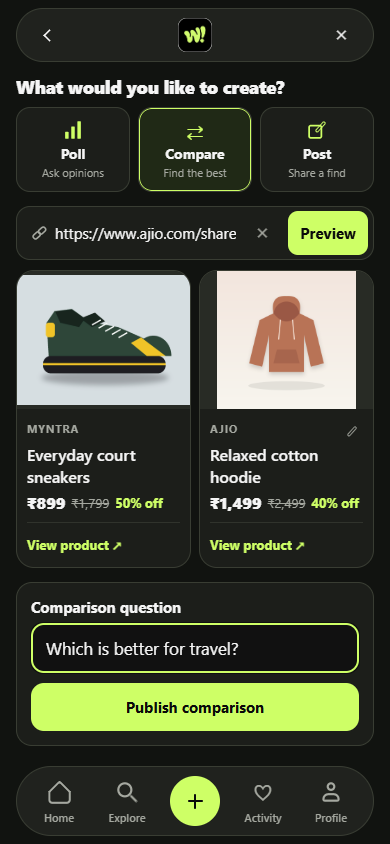 W!
What would you like to create?
Poll
Ask opinions
Compare
Find the best
Post
Share a find
https://www.ajio.com/share
Preview
MYNTRA
Everyday court
sneakers
₹899 ₹1,799 50% off
View product ↗
AJIO
Relaxed cotton
hoodie
₹1,499 ₹2,499 40% off
View product ↗
Comparison question
Which is better for travel?
Publish comparison
Home
Explore
Activity
Profile